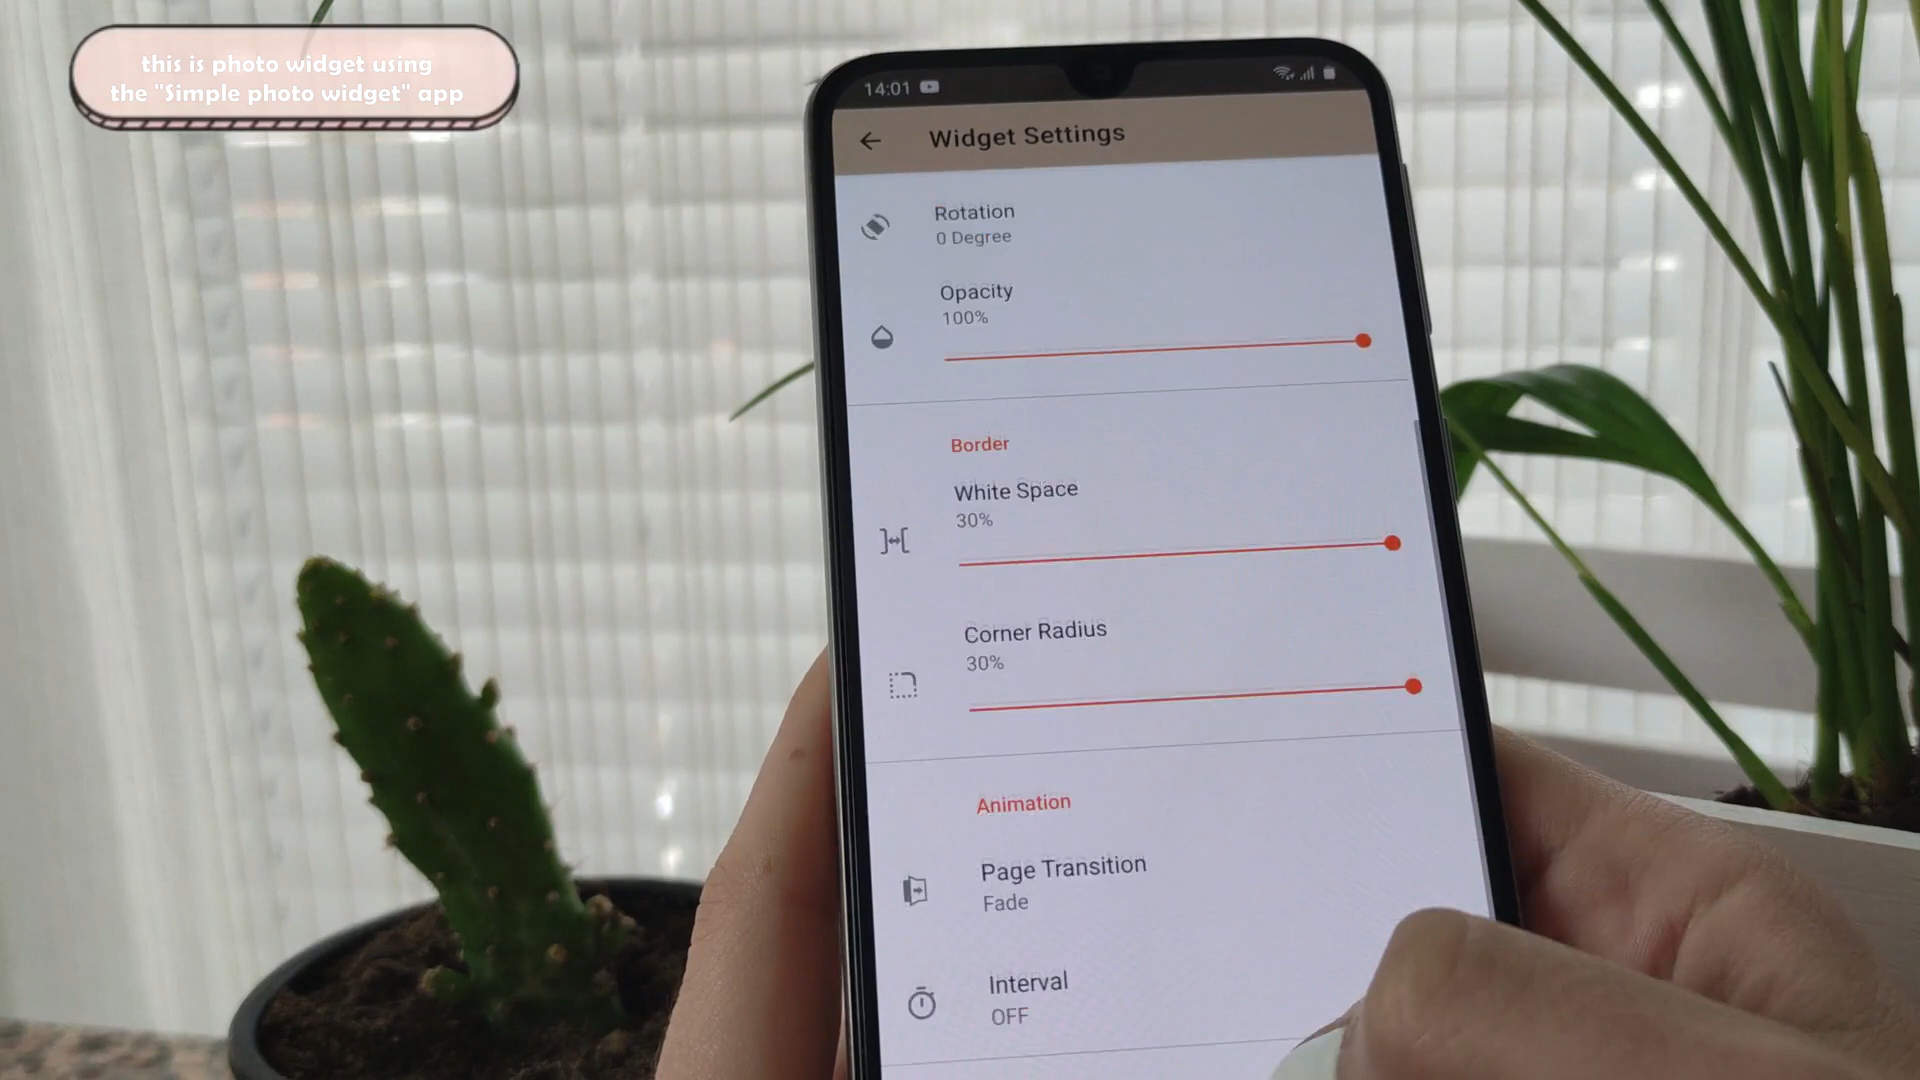 this is photo widget using
the "Simple photo widget" app
14:01
Widget Settings
Rotation
0 Degree
Opacity
100%
Border
White Space
30%
Corner Radius
30%
Animation
Page Transition
Fade
Interval
OFF